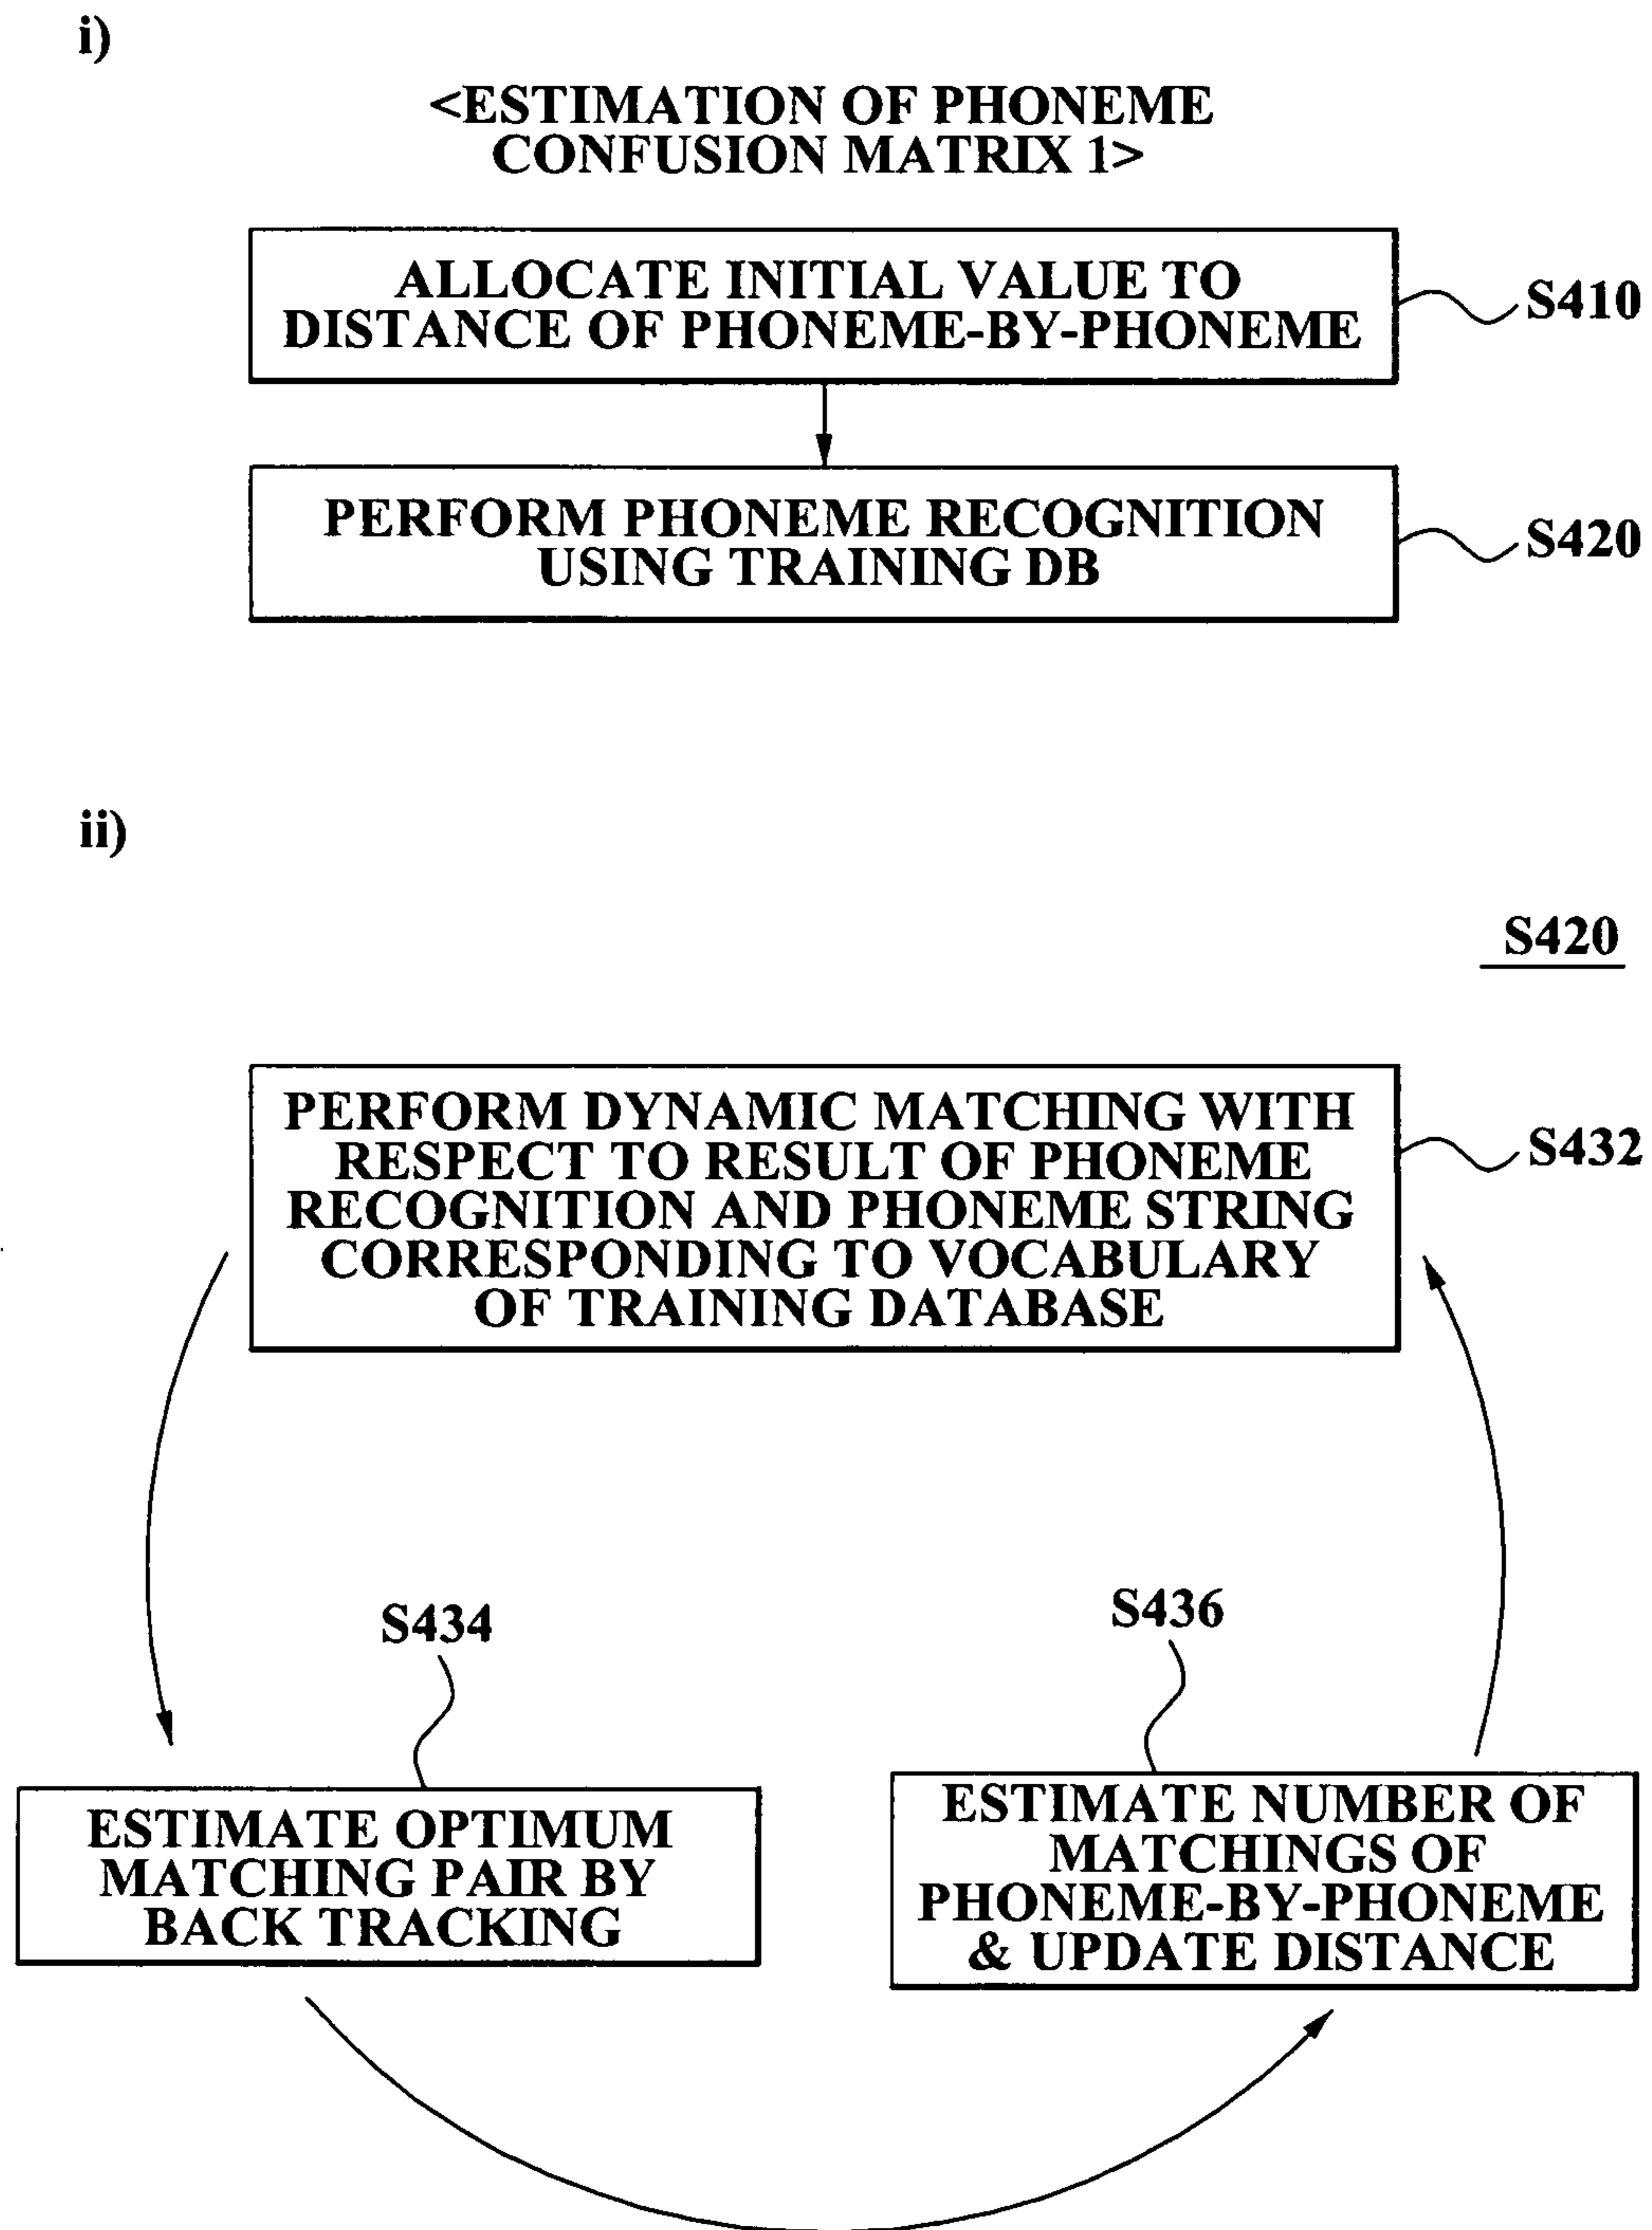 i)
<ESTIMATION OF PHONEME
CONFUSION MATRIX 1>
ALLOCATE INITIAL VALUE TO
DISTANCE OF PHONEME-BY-PHONEME
S410
PERFORM PHONEME RECOGNITION
USING TRAINING DB
S420
ii)
S420
PERFORM DYNAMIC MATCHING WITH
RESPECT TO RESULT OF PHONEME
RECOGNITION AND PHONEME STRING
CORRESPONDING TO VOCABULARY
OF TRAINING DATABASE
S432
S434
ESTIMATE OPTIMUM
MATCHING PAIR BY
BACK TRACKING
S436
ESTIMATE NUMBER OF
MATCHINGS OF
PHONEME-BY-PHONEME
& UPDATE DISTANCE